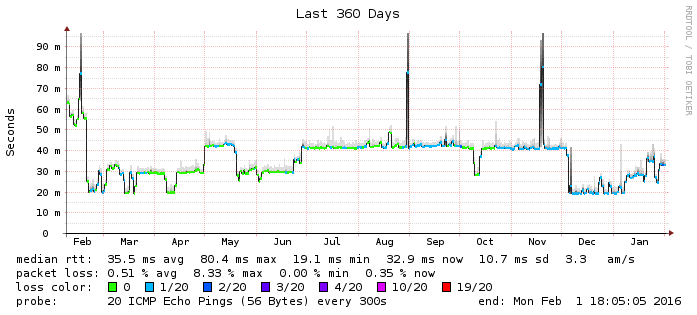 Last 360 Days
RRDTOOL / TOBI OETIKER
Seconds
90 m
80 m
70 m
60 m
50 m
40 m
30 m
20 m
10 m
0
Feb Mar Apr May Jun Jul Aug Sep Oct Nov Dec Jan
median rtt: 35.5 ms avg 80.4 ms max 19.1 ms min 32.9 ms now 10.7 ms sd 3.3 am/s
packet loss: 0.51 % avg 8.33 % max 0.00 % min 0.35 % now
loss color: 0 1/20 2/20 3/20 4/20 10/20 19/20
probe: 20 ICMP Echo Pings (56 Bytes) every 300s end: Mon Feb 1 18:05:05 2016